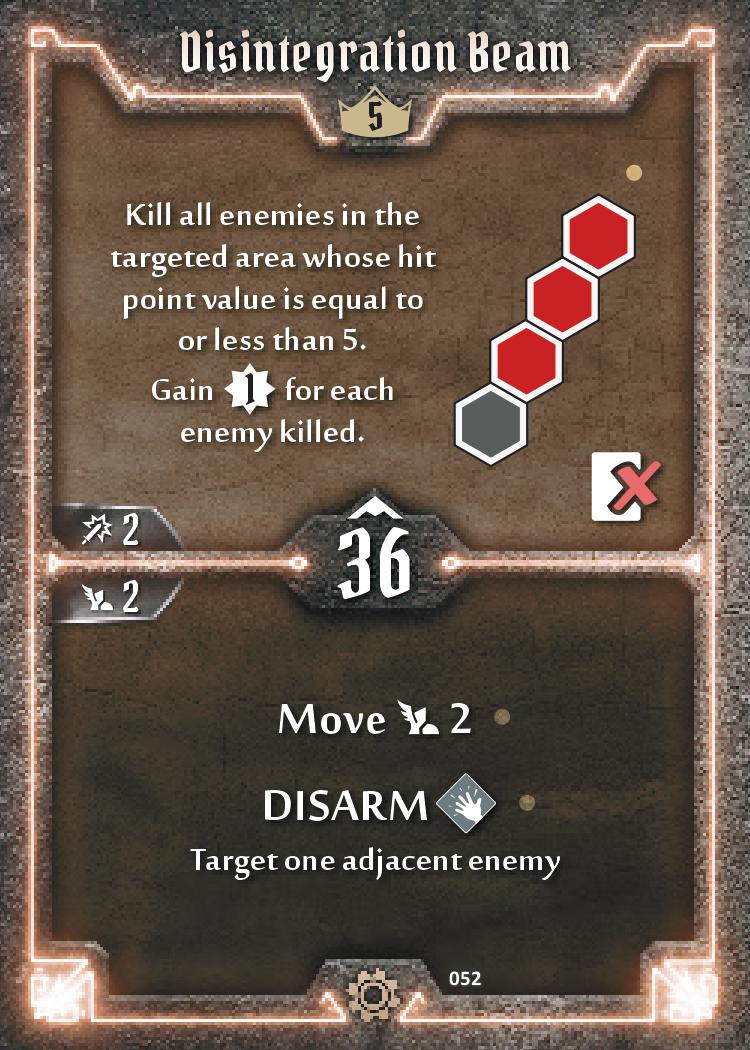 Disintegration Beam
5
Kill all enemies in the
targeted area whose hit
point value is equal to
or less than 5.
Gain 1 for each
enemy killed.
2
36
2
Move 2
DISARM
Target one adjacent enemy
052